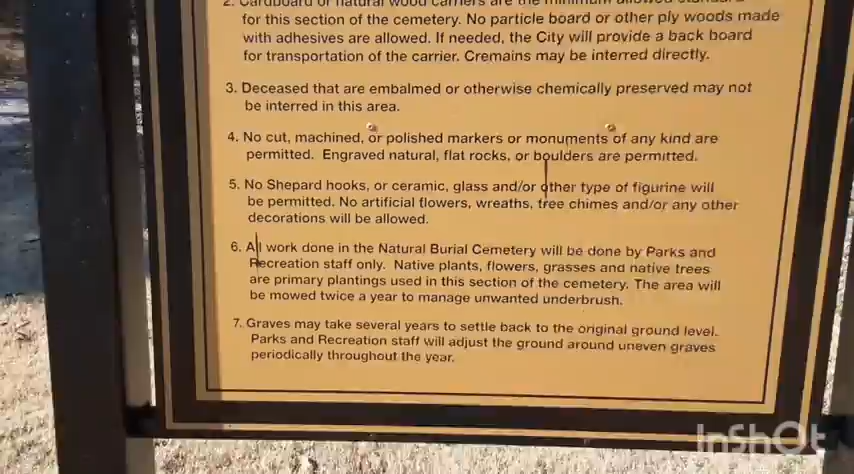 2. Cardboard or natural wood carriers are the minimum allowed standard
for this section of the cemetery. No particle board or other ply woods made
with adhesives are allowed. If needed, the City will provide a back board
for transportation of the carrier. Cremains may be interred directly.
3. Deceased that are embalmed or otherwise chemically preserved may not
be interred in this area.
4. No cut, machined, or polished markers or monuments of any kind are
permitted. Engraved natural, flat rocks, or boulders are permitted.
5. No Shepard hooks, or ceramic, glass and/or other type of figurine will
be permitted. No artificial flowers, wreaths, tree chimes and/or any other
decorations will be allowed.
6. All work done in the Natural Burial Cemetery will be done by Parks and
Recreation staff only. Native plants, flowers, grasses and native trees
are primary plantings used in this section of the cemetery. The area will
be mowed twice a year to manage unwanted underbrush.
7. Graves may take several years to settle back to the original ground level.
Parks and Recreation staff will adjust the ground around uneven graves
periodically throughout the year.
InShOt